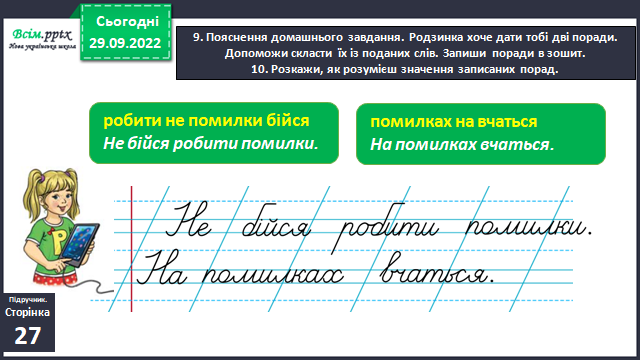 Всім.pptx
Нова українська школа
Сьогодні
29.09.2022
9. Пояснення домашнього завдання. Родзинка хоче дати тобі дві поради.
Допоможи скласти їх із поданих слів. Запиши поради в зошит.
10. Розкажи, як розумієш значення записаних порад.
робити не помилки бійся
Не бійся робити помилки.
помилках на вчаться
На помилках вчаться.
Не бійся робити помилки.
На помилках вчаться.
Підручник.
Сторінка
27